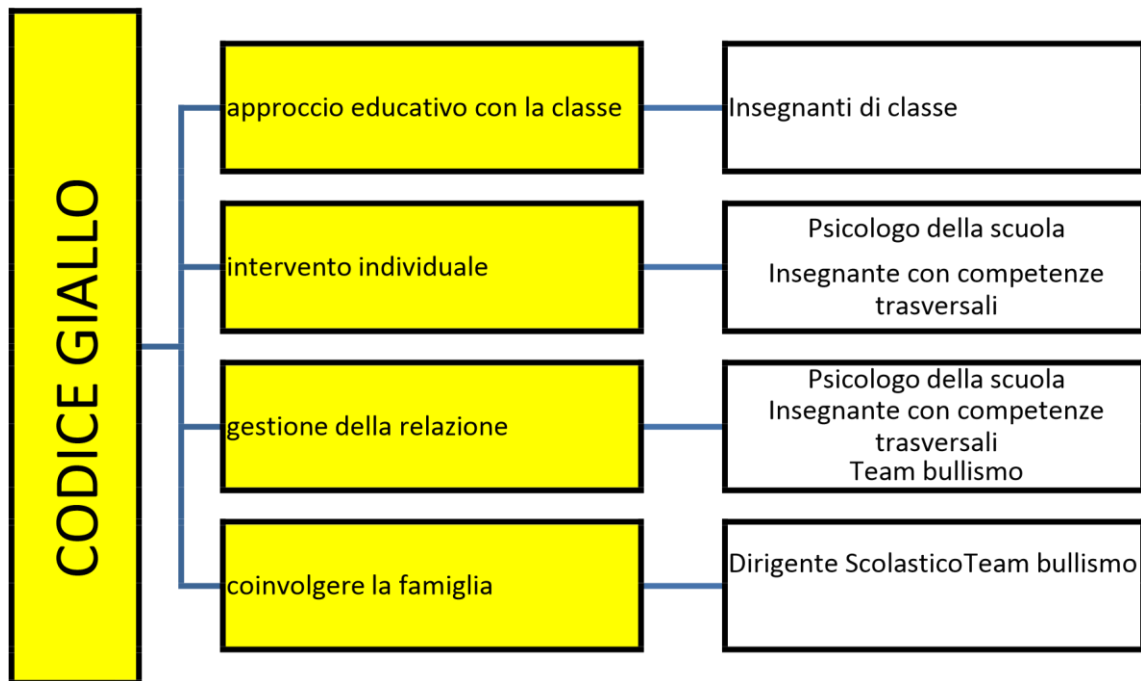 CODICE GIALLO
approccio educativo con la classe
Insegnanti di classe
intervento individuale
Psicologo della scuola
Insegnante con competenze
trasversali
gestione della relazione
Psicologo della scuola
Insegnante con competenze
trasversali
Team bullismo
coinvolgere la famiglia
Dirigente ScolasticoTeam bullismo